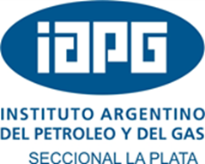 iAPG
INSTITUTO ARGENTINO
DEL PETROLEO Y DEL GAS
SECCIONAL LA PLATA